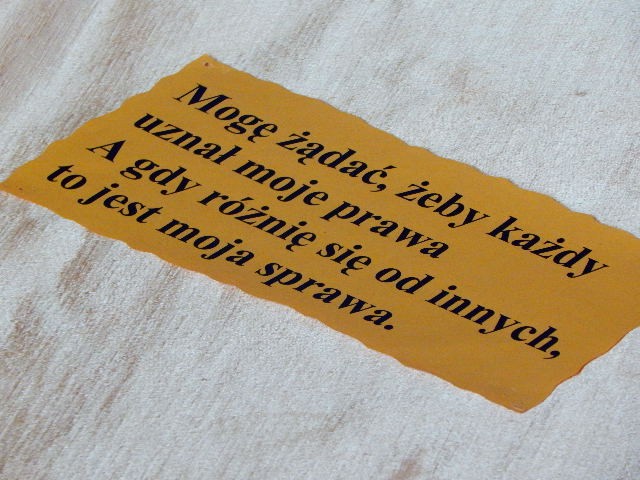 Mogę żądać, żeby każdy
uznał moje prawa
A gdy różnię się od innych,
to jest moja sprawa.